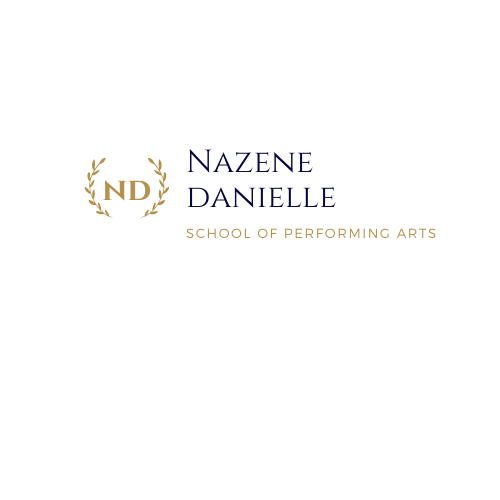 ND
Nazene
danielle
SCHOOL OF PERFORMING ARTS